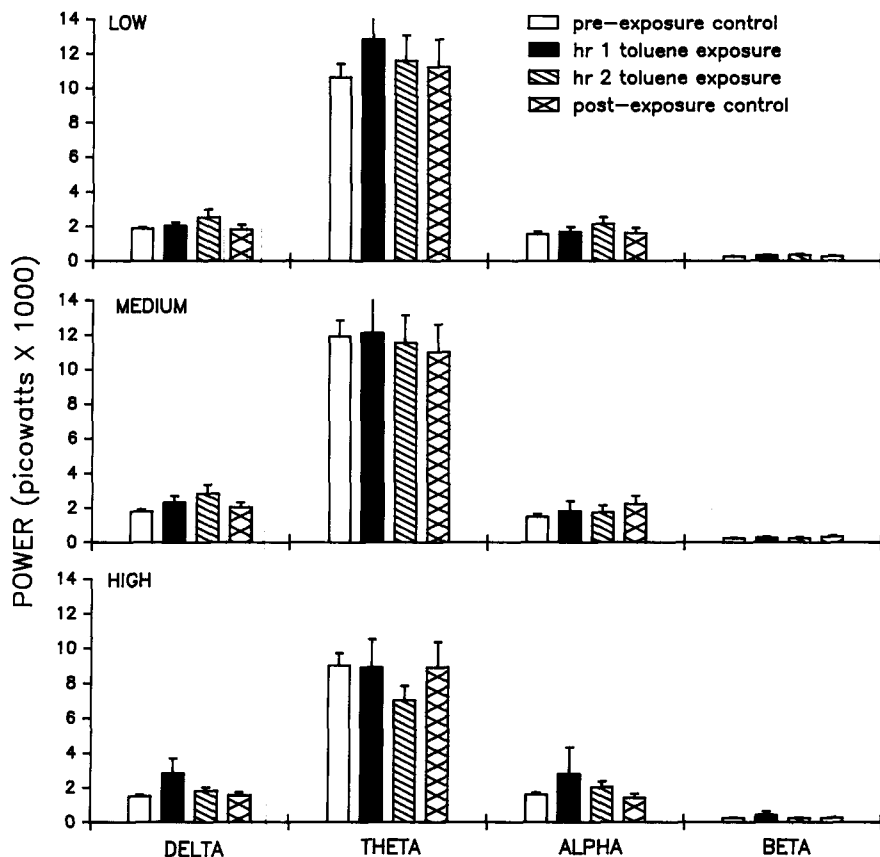 LOW
pre-exposure control
hr 1 toluene exposure
hr 2 toluene exposure
post-exposure control
14
12
10
8
6
4
2
0
MEDIUM
14
12
10
8
6
4
2
0
HIGH
14
12
10
8
6
4
2
0
POWER (picowatts X 1000)
DELTA THETA ALPHA BETA